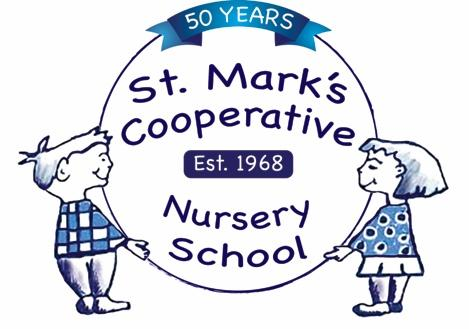 50 YEARS
St. Mark's
Cooperative
Est. 1968
Nursery
School